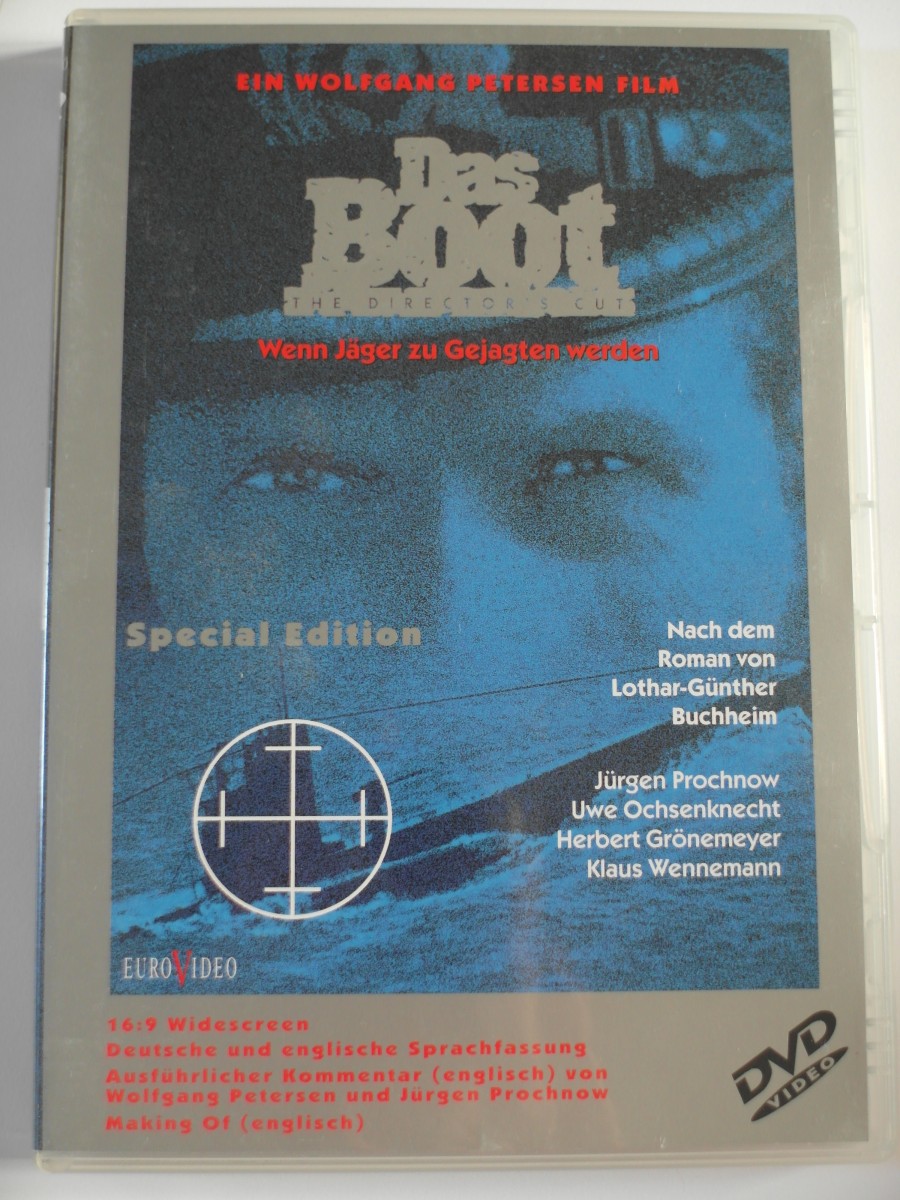 EIN WOLFGANG PETERSEN FILM
Das
Boot
THE DIRECTOR'S CUT
Wenn Jäger zu Gejagten werden
Special Edition
Nach dem
Roman von
Lothar-Günther
Buchheim
Jürgen Prochnow
Uwe Ochsenknecht
Herbert Grönemeyer
Klaus Wennemann
EUROVIDEO
16:9 Widescreen
Deutsche und englische Sprachfassung
Ausführlicher Kommentar (englisch) von
Wolfgang Petersen und Jürgen Prochnow
Making Of (englisch)
DVD
VIDEO